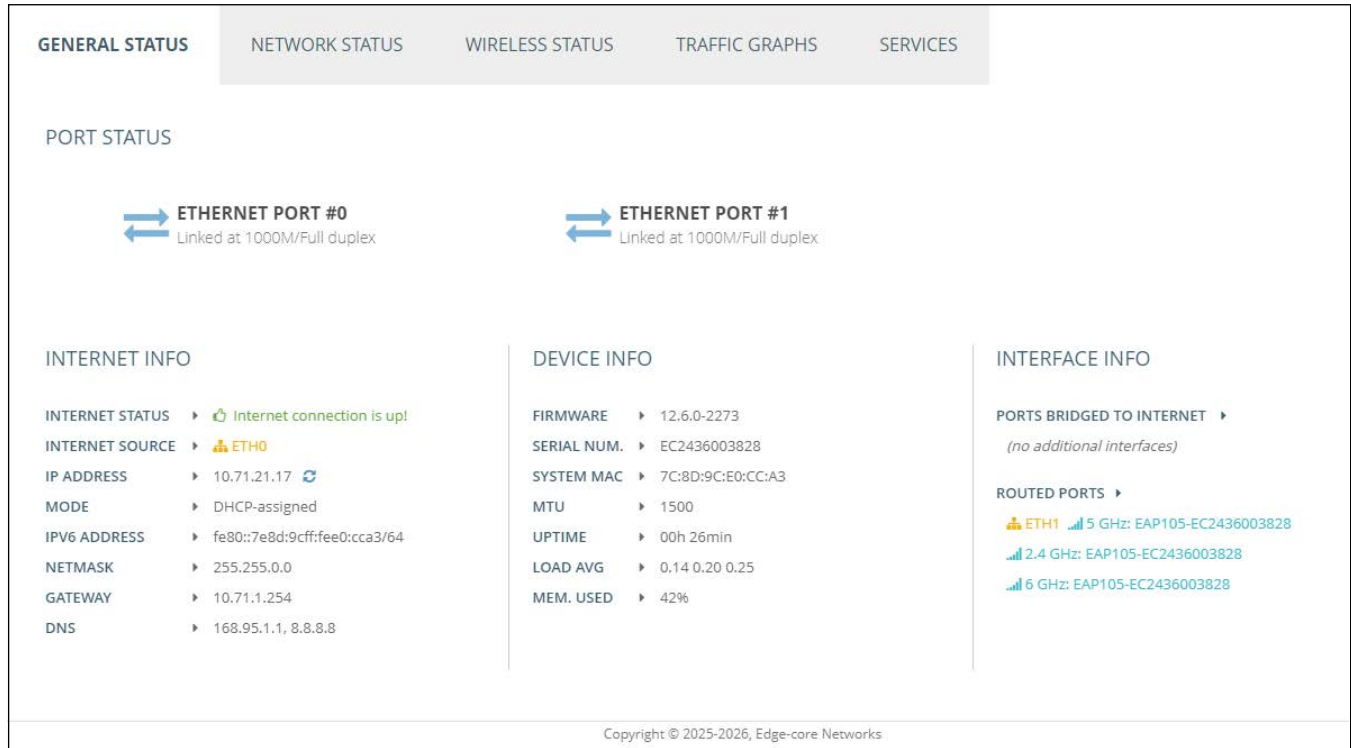 GENERAL STATUS NETWORK STATUS WIRELESS STATUS TRAFFIC GRAPHS SERVICES
PORT STATUS
ETHERNET PORT #0
Linked at 1000M/Full duplex
ETHERNET PORT #1
Linked at 1000M/Full duplex
INTERNET INFO
INTERNET STATUS Internet connection is up!
INTERNET SOURCE ETH0
IP ADDRESS 10.71.21.17
MODE DHCP-assigned
IPV6 ADDRESS fe80::7e8d:9cff:fee0:cca3/64
NETMASK 255.255.0.0
GATEWAY 10.71.1.254
DNS 168.95.1.1, 8.8.8.8
DEVICE INFO
FIRMWARE 12.6.0-2273
SERIAL NUM. EC2436003828
SYSTEM MAC 7C:8D:9C:E0:CC:A3
MTU 1500
UPTIME 00h 26min
LOAD AVG 0.14 0.20 0.25
MEM. USED 42%
INTERFACE INFO
PORTS BRIDGED TO INTERNET
(no additional interfaces)
ROUTED PORTS
ETH1 5 GHz: EAP105-EC2436003828
2.4 GHz: EAP105-EC2436003828
6 GHz: EAP105-EC2436003828
Copyright © 2025-2026, Edge-core Networks